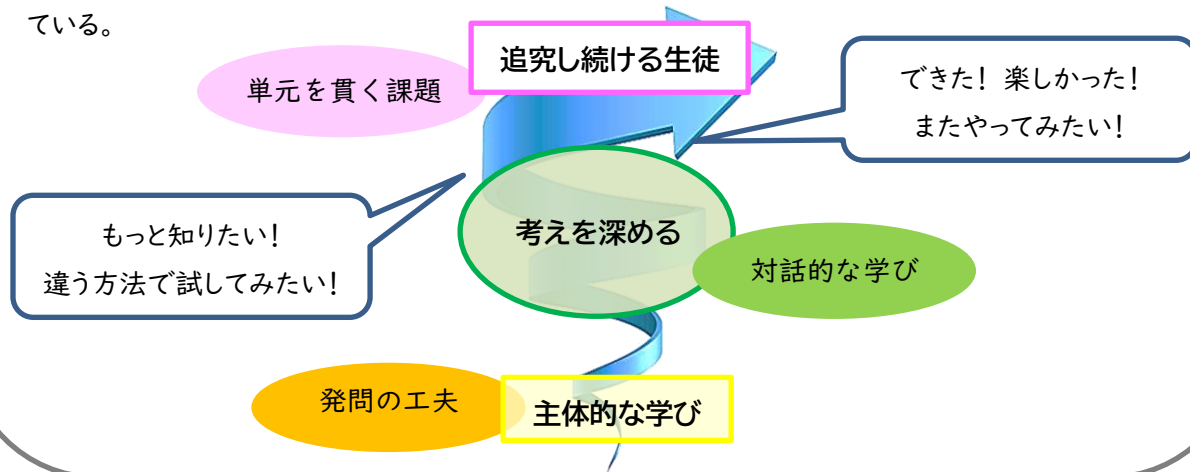 ている。
追究し続ける生徒
単元を貫く課題
できた！ 楽しかった！
またやってみたい！
考えを深める
もっと知りたい！
違う方法で試してみたい！
対話的な学び
発問の工夫
主体的な学び